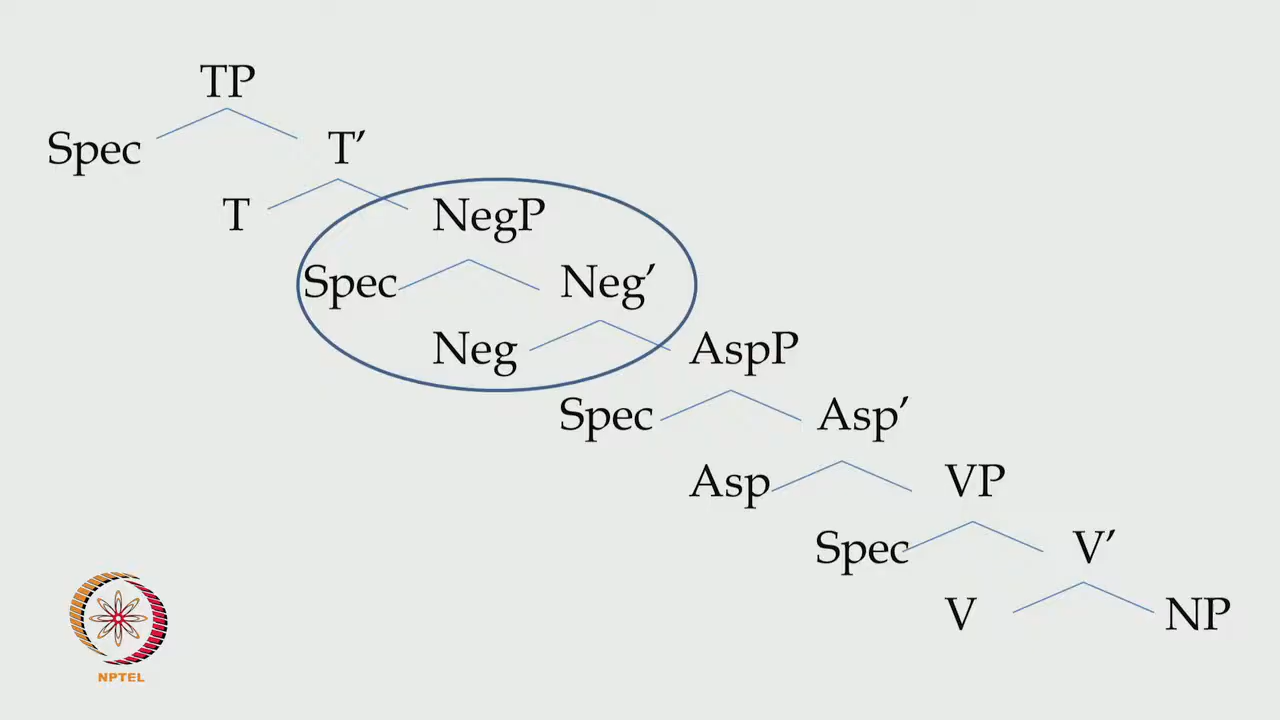 TP
Spec T′
T NegP
Spec Neg′
Neg AspP
Spec Asp′
Asp VP
Spec V′
V NP
NPTEL